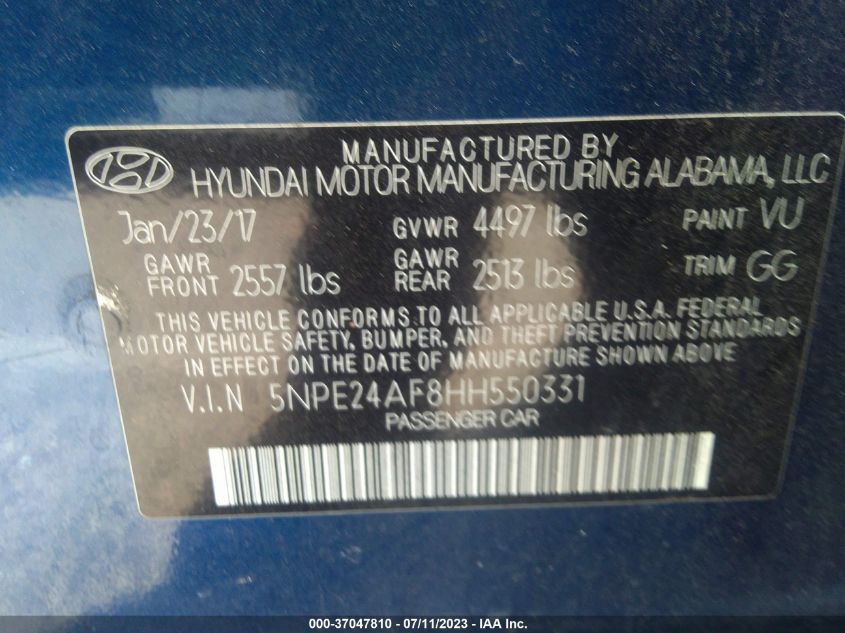 MANUFACTURED BY
HYUNDAI MOTOR MANUFACTURING ALABAMA, LLC
Jan/23/17 GVWR 4497 lbs PAINT VU
GAWR FRONT 2557 lbs GAWR REAR 2513 lbs TRIM GG
THIS VEHICLE CONFORMS TO ALL APPLICABLE U.S.A. FEDERAL
MOTOR VEHICLE SAFETY, BUMPER, AND THEFT PREVENTION STANDARDS
IN EFFECT ON THE DATE OF MANUFACTURE SHOWN ABOVE
V.I.N 5NPE24AF8HH550331
PASSENGER CAR
000-37047810 - 07/11/2023 - IAA Inc.